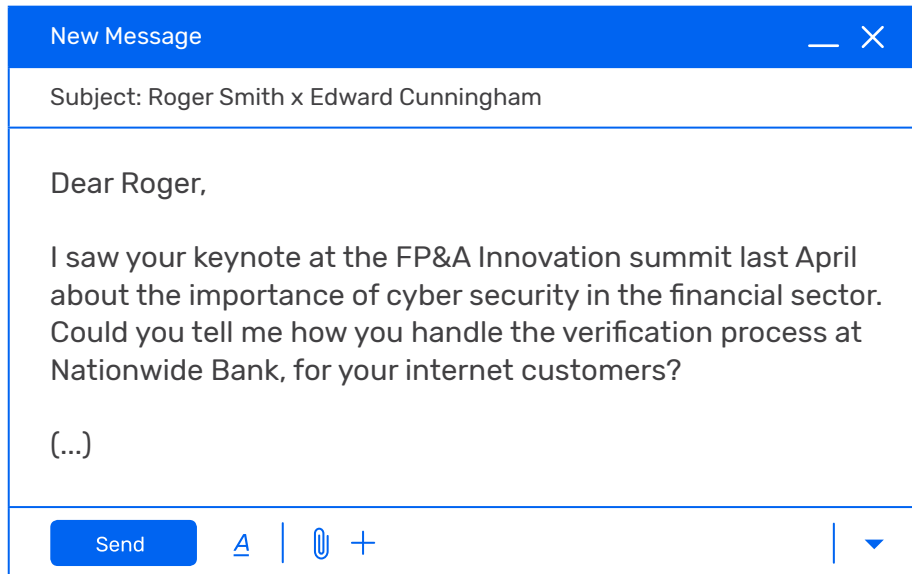 New Message
Subject: Roger Smith x Edward Cunningham
Dear Roger,
I saw your keynote at the FP&A Innovation summit last April
about the importance of cyber security in the financial sector.
Could you tell me how you handle the verification process at
Nationwide Bank, for your internet customers?
(...)
Send A